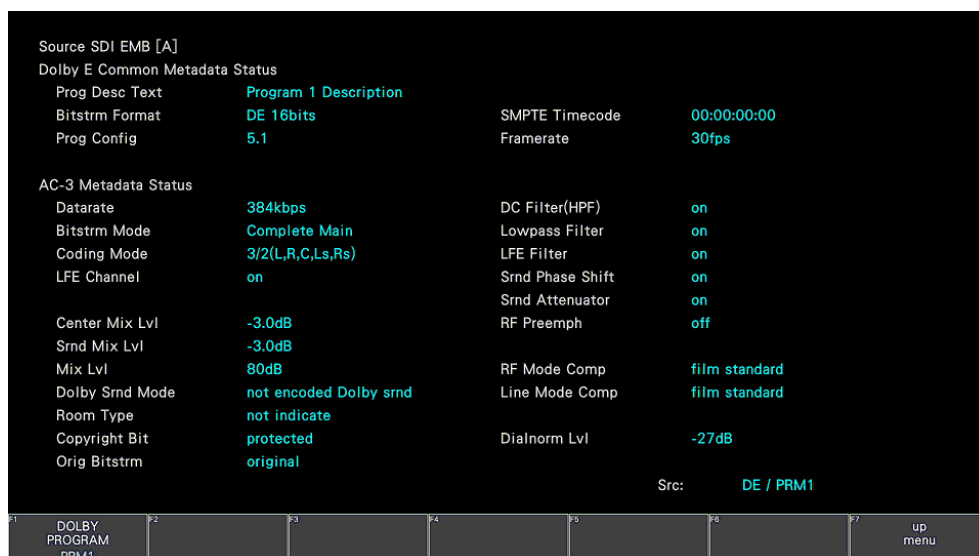 Source SDI EMB [A]
Dolby E Common Metadata Status
Prog Desc Text Program 1 Description
Bitstrm Format DE 16bits SMPTE Timecode 00:00:00:00
Prog Config 5.1 Framerate 30fps
AC-3 Metadata Status
Datarate 384kbps DC Filter(HPF) on
Bitstrm Mode Complete Main Lowpass Filter on
Coding Mode 3/2(L,R,C,Ls,Rs) LFE Filter on
LFE Channel on Srnd Phase Shift on
Srnd Attenuator on
Center Mix Lvl -3.0dB RF Preemph off
Srnd Mix Lvl -3.0dB
Mix Lvl 80dB RF Mode Comp film standard
Dolby Srnd Mode not encoded Dolby srnd Line Mode Comp film standard
Room Type not indicate
Copyright Bit protected Dialnorm Lvl -27dB
Orig Bitstrm original
Src: DE / PRM1
F1 F2 F3 F4 F5 F6 F7
DOLBY up
PROGRAM menu
PRM1